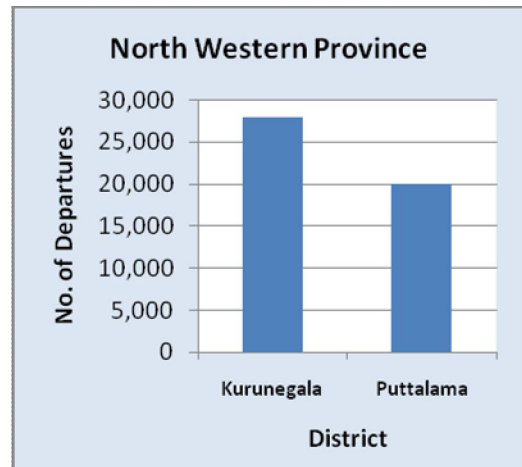 North Western Province
30,000
25,000
20,000
15,000
10,000
5,000
0
No. of Departures
Kurunegala Puttalama
District